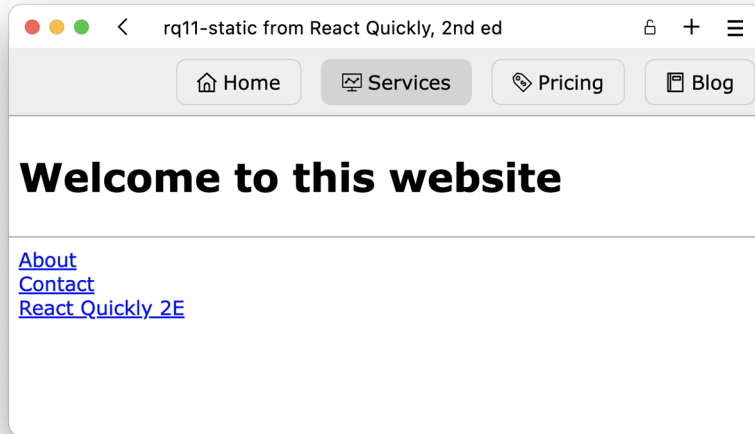 rq11-static from React Quickly, 2nd ed
Home Services Pricing Blog
Welcome to this website
About
Contact
React Quickly 2E